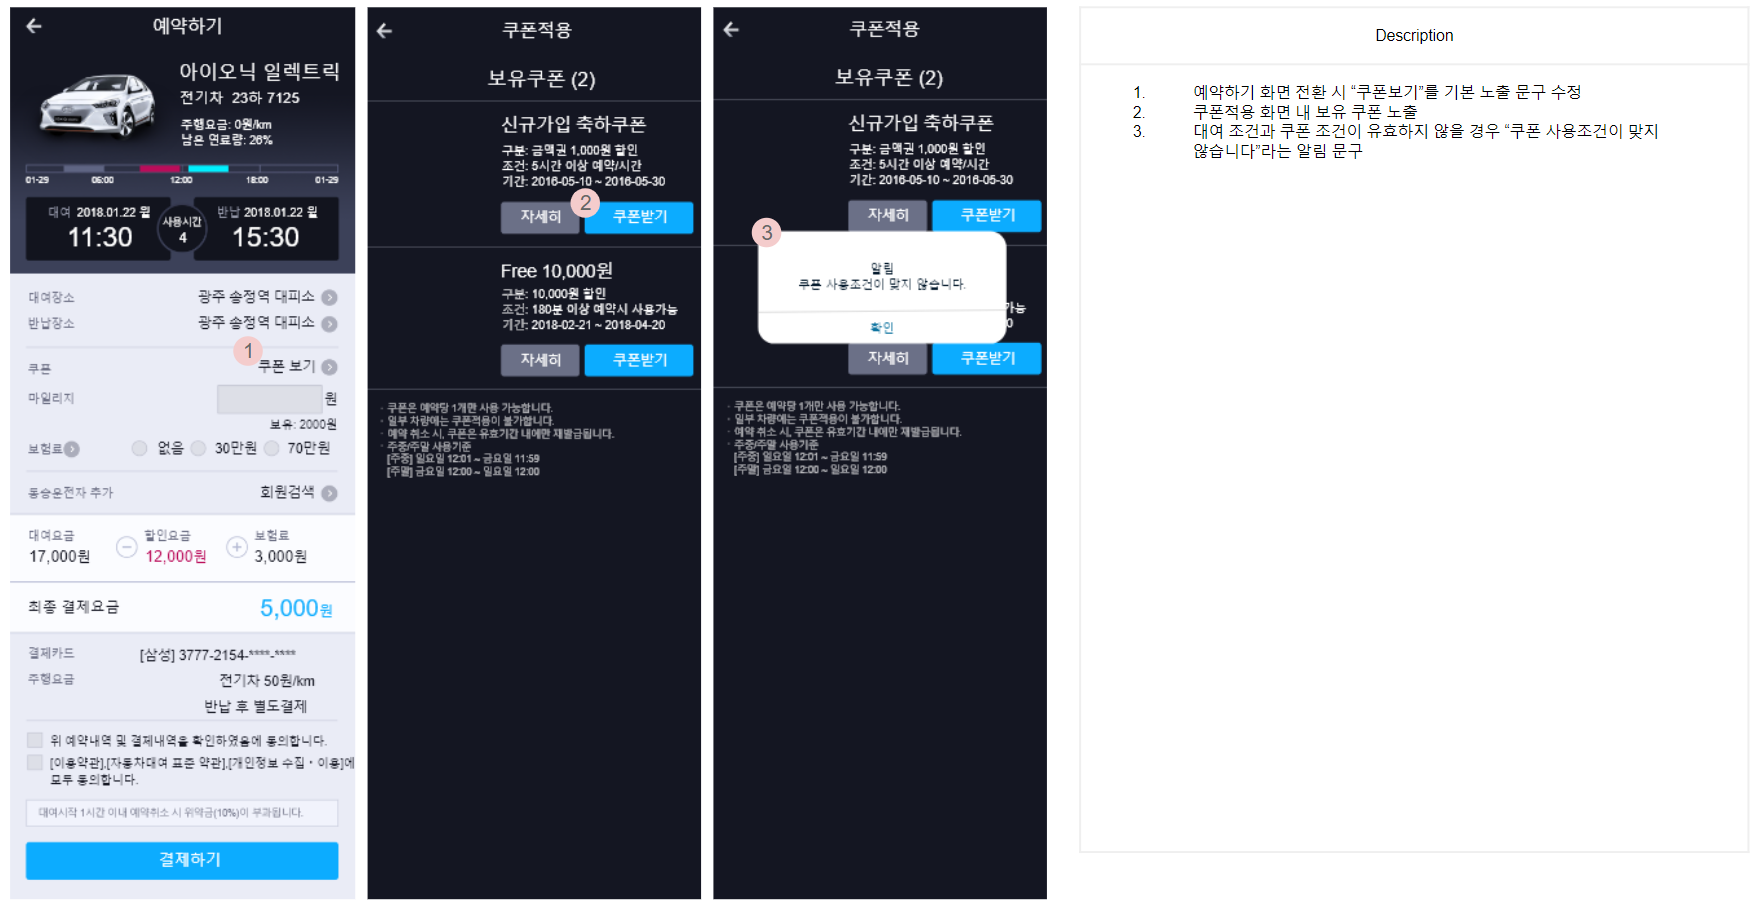 예약하기
아이오닉 일렉트릭
전기차 23하 7125
주행요금: 0원/km
남은 연료량: 26%
01-29 06:00 12:00 18:00 01-29
대여 2018.01.22 월
11:30
사용시간
4
반납 2018.01.22 월
15:30
대여장소 광주 송정역 대피소
반납장소 광주 송정역 대피소
1
쿠폰 쿠폰 보기
마일리지 원
보유: 2000원
보험료 없음 30만원 70만원
동승운전자 추가 회원검색
대여요금 할인요금 보험료
17,000원 12,000원 3,000원
최종 결제요금 5,000원
결제카드 [삼성] 3777-2154-****-****
주행요금 전기차 50원/km
반납 후 별도결제
위 예약내역 및 결제내역을 확인하였음에 동의합니다.
[이용약관],[자동차대여 표준 약관],[개인정보 수집・이용]에
모두 동의합니다.
대여시작 1시간 이내 예약취소 시 위약금(10%)이 부과됩니다.
결제하기
쿠폰적용
보유쿠폰 (2)
신규가입 축하쿠폰
구분: 금액권 1,000원 할인
조건: 5시간 이상 예약/시간
기간: 2016-05-10 ~ 2016-05-30
2
자세히 쿠폰받기
Free 10,000원
구분: 10,000원 할인
조건: 180분 이상 예약시 사용가능
기간: 2018-02-21 ~ 2018-04-20
자세히 쿠폰받기
· 쿠폰은 예약당 1개만 사용 가능합니다.
· 일부 차량에는 쿠폰적용이 불가합니다.
· 예약 취소 시, 쿠폰은 유효기간 내에만 재발급됩니다.
· 주중/주말 사용기준
[주중] 일요일 12:01 ~ 금요일 11:59
[주말] 금요일 12:00 ~ 일요일 12:00
쿠폰적용
보유쿠폰 (2)
신규가입 축하쿠폰
구분: 금액권 1,000원 할인
조건: 5시간 이상 예약/시간
기간: 2016-05-10 ~ 2016-05-30
자세히 쿠폰받기
3
알림
쿠폰 사용조건이 맞지 않습니다.
확인
가능
0
자세히 쿠폰받기
· 쿠폰은 예약당 1개만 사용 가능합니다.
· 일부 차량에는 쿠폰적용이 불가합니다.
· 예약 취소 시, 쿠폰은 유효기간 내에만 재발급됩니다.
· 주중/주말 사용기준
[주중] 일요일 12:01 ~ 금요일 11:59
[주말] 금요일 12:00 ~ 일요일 12:00
Description
1. 예약하기 화면 전환 시 “쿠폰보기”를 기본 노출 문구 수정
2. 쿠폰적용 화면 내 보유 쿠폰 노출
3. 대여 조건과 쿠폰 조건이 유효하지 않을 경우 “쿠폰 사용조건이 맞지
않습니다”라는 알림 문구